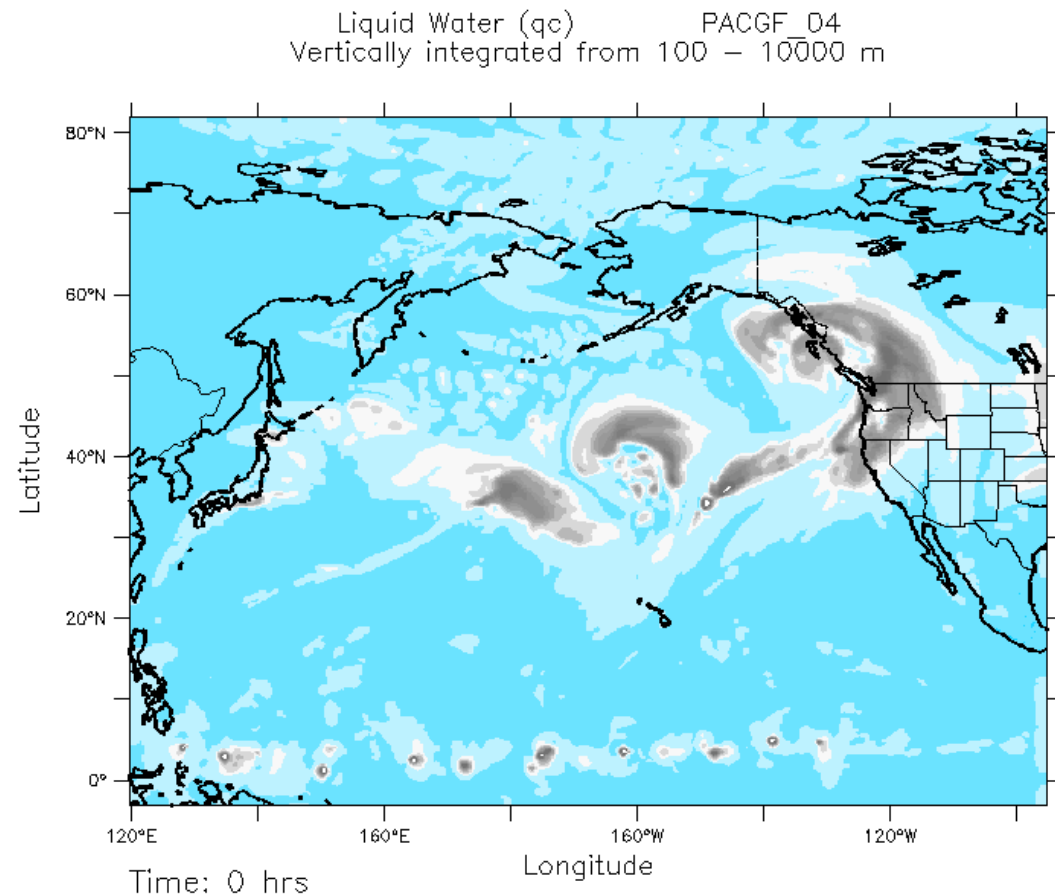 Liquid Water (qc) PACGF_04
Vertically integrated from 100 – 10000 m
80°N
60°N
40°N
20°N
0°
Latitude
120°E 160°E 160°W 120°W
Longitude
Time: 0 hrs